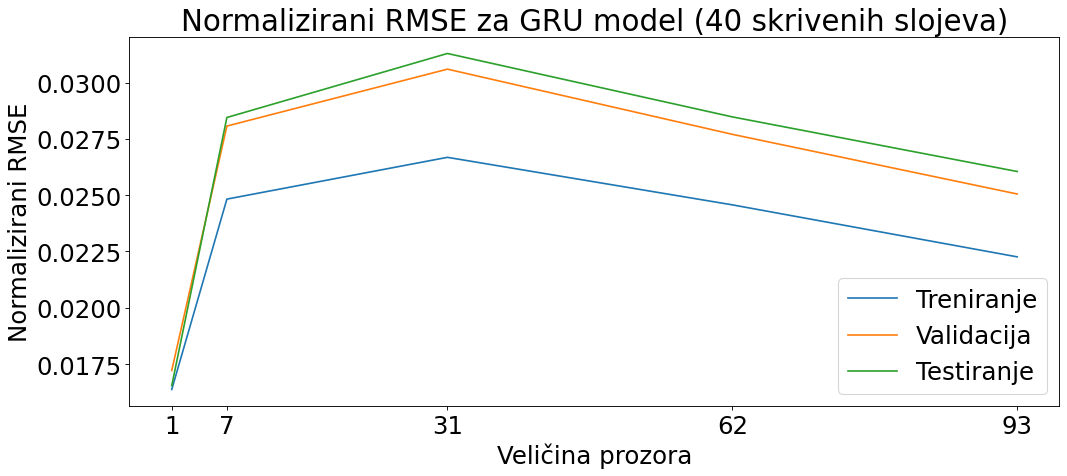 Normalizirani RMSE za GRU model (40 skrivenih slojeva)
Normalizirani RMSE
0.0300
0.0275
0.0250
0.0225
0.0200
0.0175
Treniranje
Validacija
Testiranje
1 7 31 62 93
Veličina prozora